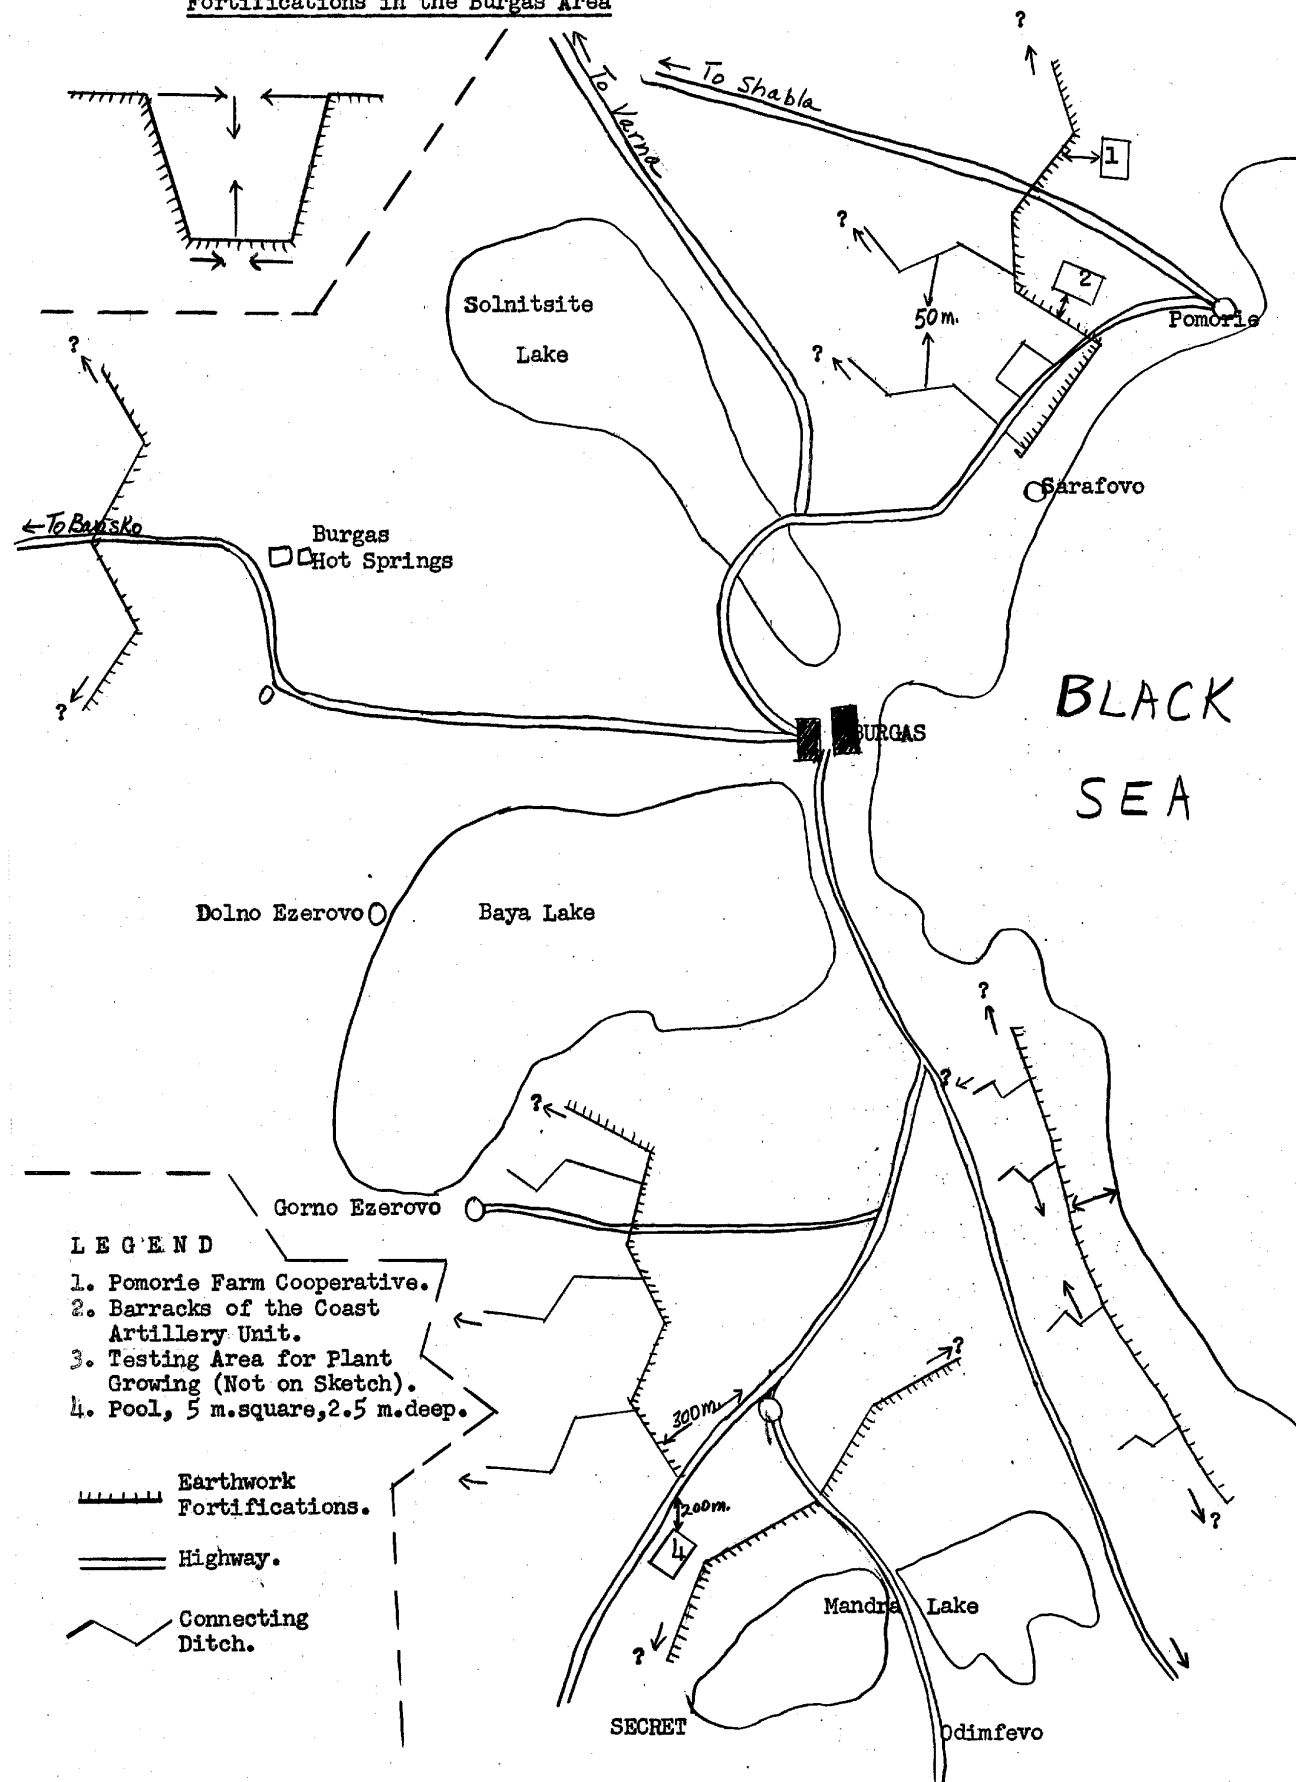 Fortifications in the Burgas Area
?
← To Shabla
← To Varna
1
?
2
Solnitsite
Lake
50 m.
Pomorie
?
?
Sarafovo
← To Bansko
Burgas
Hot Springs
?
BLACK
SEA
BURGAS
Dolno Ezerovo
Baya Lake
?
?
?
Gorno Ezerovo
LEGEND
1. Pomorie Farm Cooperative.
2. Barracks of the Coast
Artillery Unit.
3. Testing Area for Plant
Growing (Not on Sketch).
4. Pool, 5 m.square,2.5 m.deep.
Earthwork
Fortifications.
Highway.
Connecting
Ditch.
?
300m.
200m.
4
?
?
Mandra Lake
SECRET
Odimfevo